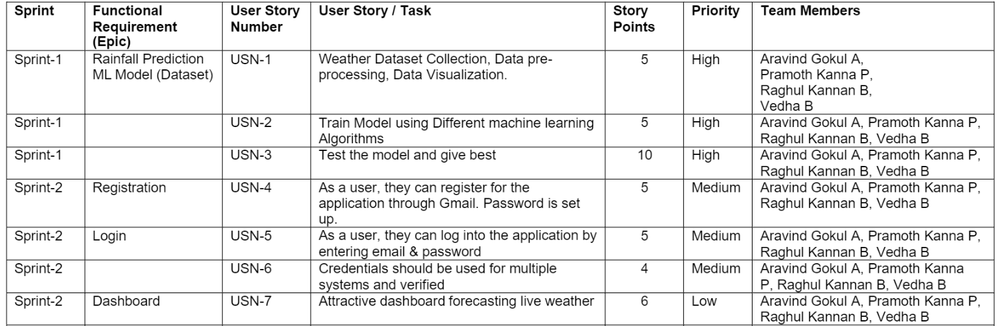 Sprint Functional Requirement (Epic) User Story Number User Story / Task Story Points Priority Team Members
Sprint-1 Rainfall Prediction ML Model (Dataset) USN-1 Weather Dataset Collection, Data pre-processing, Data Visualization. 5 High Aravind Gokul A, Pramoth Kanna P, Raghul Kannan B, Vedha B
Sprint-1 USN-2 Train Model using Different machine learning Algorithms 5 High Aravind Gokul A, Pramoth Kanna P, Raghul Kannan B, Vedha B
Sprint-1 USN-3 Test the model and give best 10 High Aravind Gokul A, Pramoth Kanna P, Raghul Kannan B, Vedha B
Sprint-2 Registration USN-4 As a user, they can register for the application through Gmail. Password is set up. 5 Medium Aravind Gokul A, Pramoth Kanna P, Raghul Kannan B, Vedha B
Sprint-2 Login USN-5 As a user, they can log into the application by entering email & password 5 Medium Aravind Gokul A, Pramoth Kanna P, Raghul Kannan B, Vedha B
Sprint-2 USN-6 Credentials should be used for multiple systems and verified 4 Medium Aravind Gokul A, Pramoth Kanna P, Raghul Kannan B, Vedha B
Sprint-2 Dashboard USN-7 Attractive dashboard forecasting live weather 6 Low Aravind Gokul A, Pramoth Kanna P, Raghul Kannan B, Vedha B